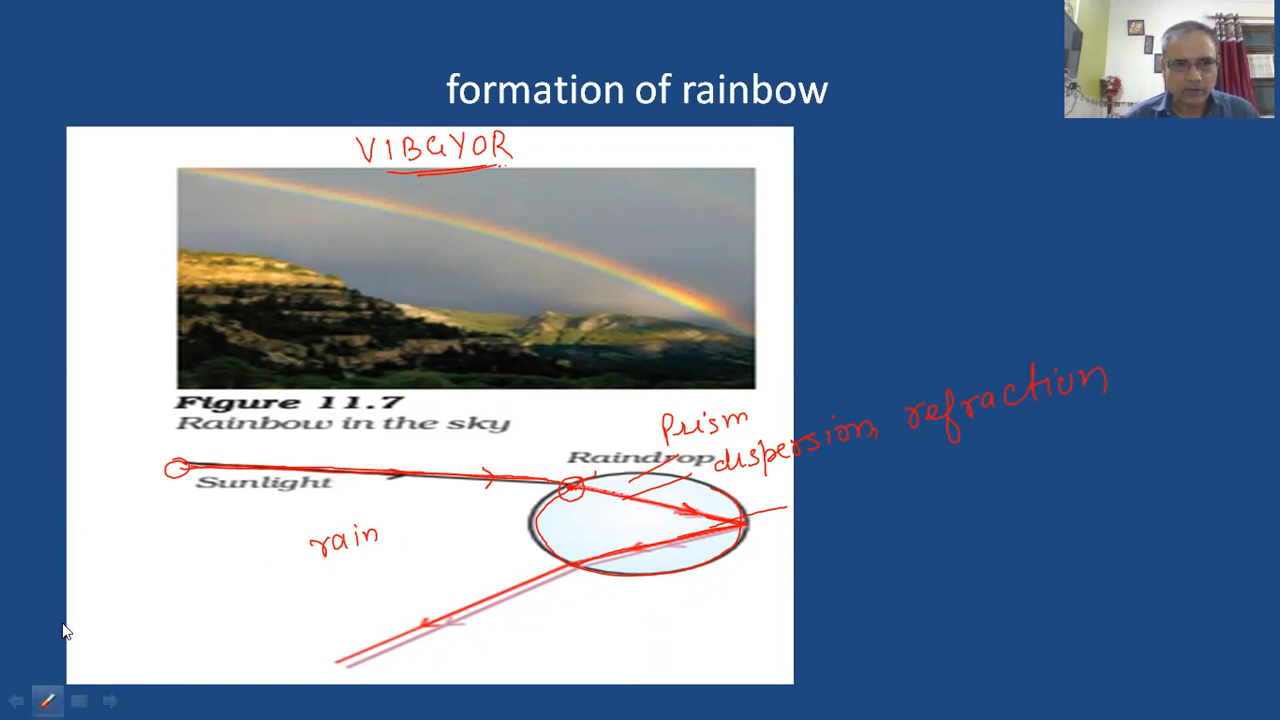 formation of rainbow
VIBGYOR
Figure 11.7
Rainbow in the sky
Prism
dispersion, refraction
Raindrop
Sunlight
rain